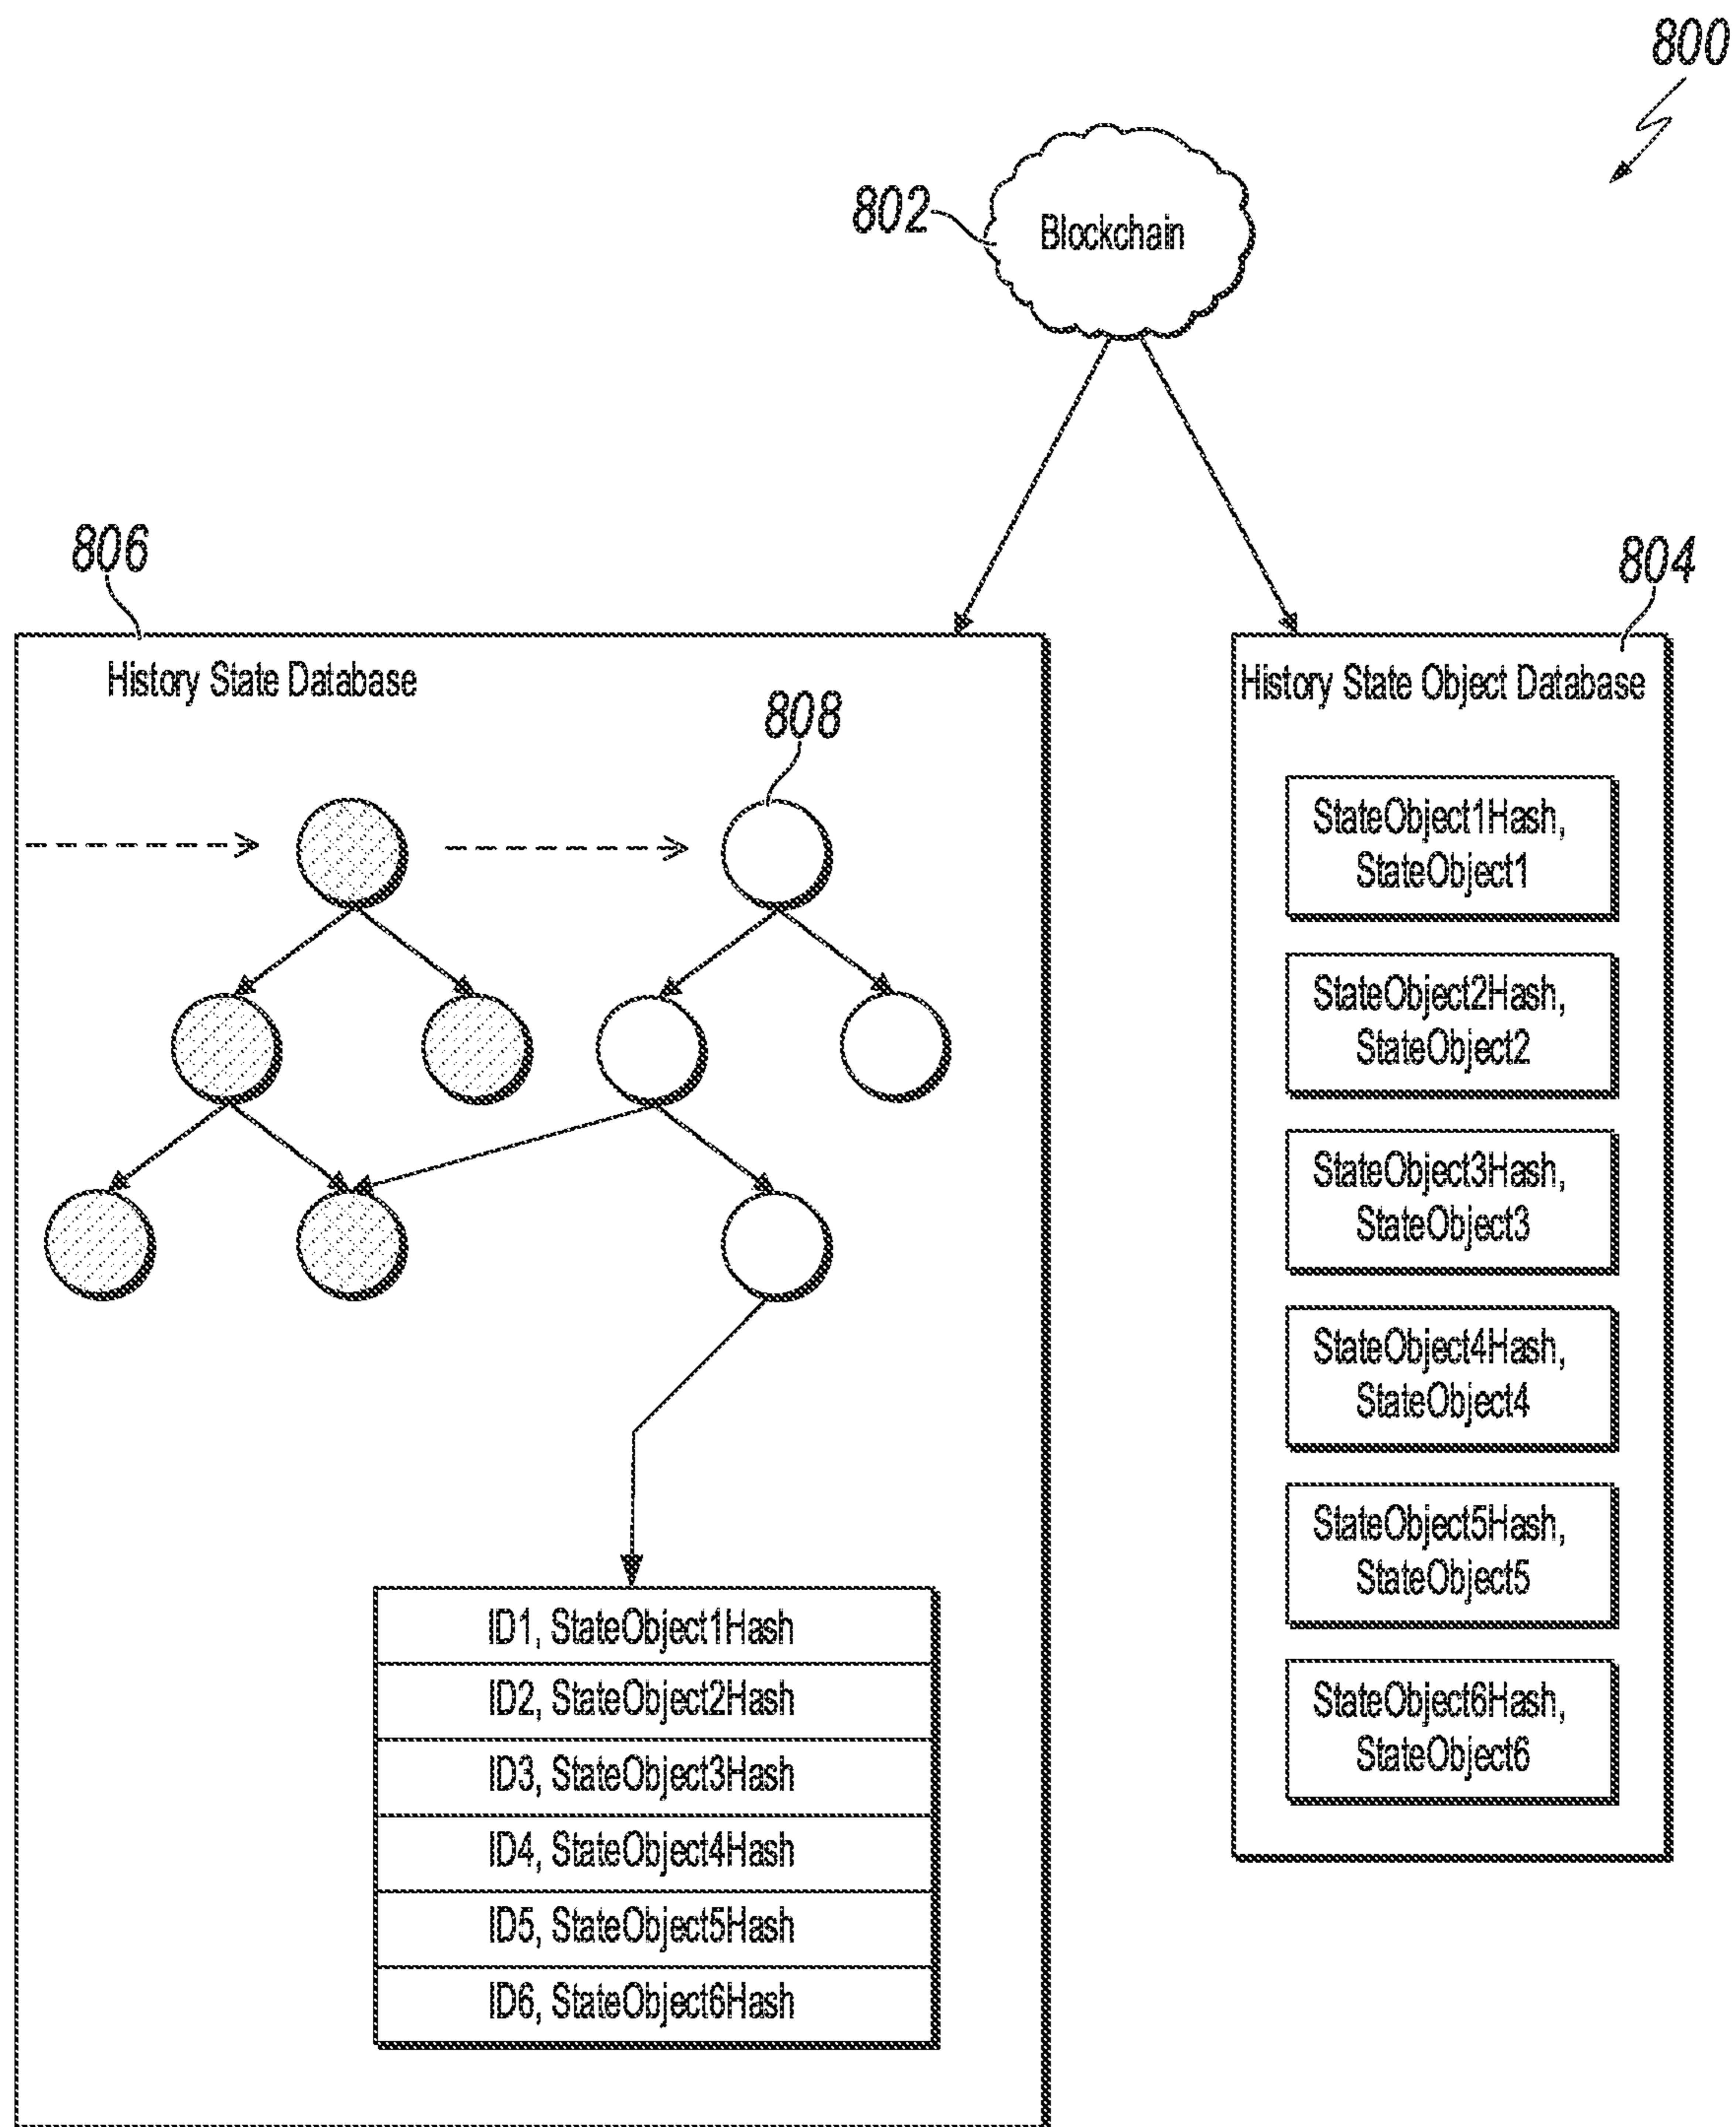 800
802
Blockchain
806
804
History State Database
History State Object Database
808
StateObject1Hash,
StateObject1
StateObject2Hash,
StateObject2
StateObject3Hash,
StateObject3
StateObject4Hash,
StateObject4
StateObject5Hash,
StateObject5
StateObject6Hash,
StateObject6
ID1, StateObject1Hash
ID2, StateObject2Hash
ID3, StateObject3Hash
ID4, StateObject4Hash
ID5, StateObject5Hash
ID6, StateObject6Hash